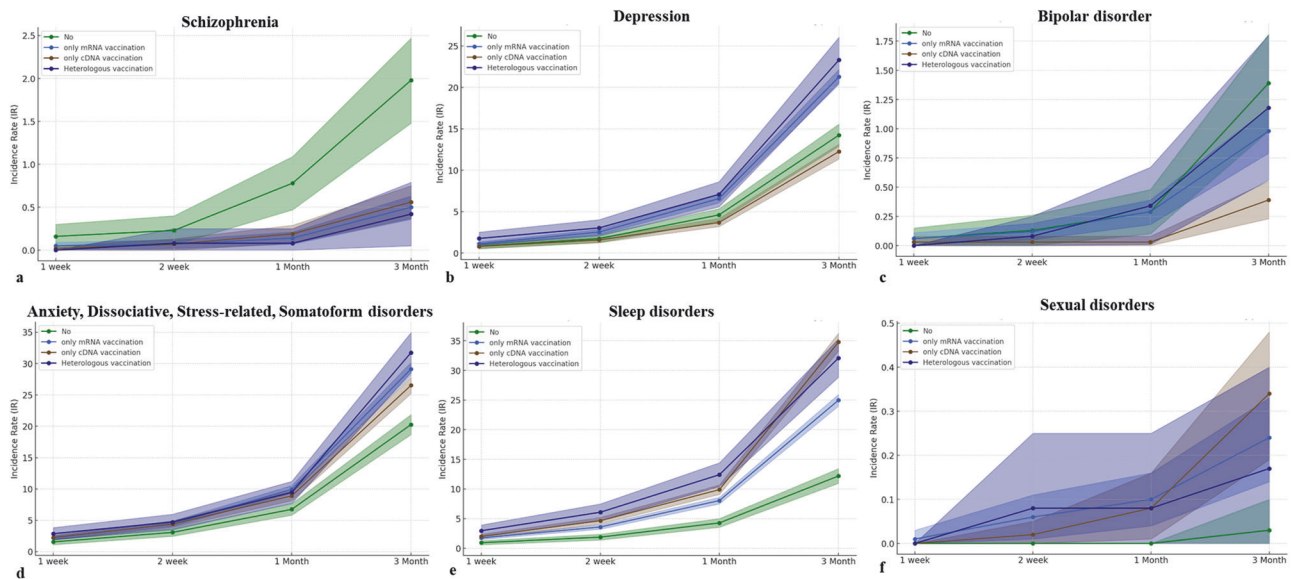 Schizophrenia
Incidence Rate (IR)
2.5
2.0
1.5
1.0
0.5
0.0
No
only mRNA vaccination
only cDNA vaccination
Heterologous vaccination
1 week
2 week
1 Month
3 Month
a
Depression
Incidence Rate (IR)
25
20
15
10
5
0
No
only mRNA vaccination
only cDNA vaccination
Heterologous vaccination
1 week
2 week
1 Month
3 Month
b
Bipolar disorder
Incidence Rate (IR)
1.75
1.50
1.25
1.00
0.75
0.50
0.25
0.00
No
only mRNA vaccination
only cDNA vaccination
Heterologous vaccination
1 week
2 week
1 Month
3 Month
c
Anxiety, Dissociative, Stress-related, Somatoform disorders
Incidence Rate (IR)
35
30
25
20
15
10
5
0
No
only mRNA vaccination
only cDNA vaccination
Heterologous vaccination
1 week
2 week
1 Month
3 Month
d
Sleep disorders
Incidence Rate (IR)
35
30
25
20
15
10
5
0
No
only mRNA vaccination
only cDNA vaccination
Heterologous vaccination
1 week
2 week
1 Month
3 Month
e
Sexual disorders
Incidence Rate (IR)
0.5
0.4
0.3
0.2
0.1
0.0
No
only mRNA vaccination
only cDNA vaccination
Heterologous vaccination
1 week
2 week
1 Month
3 Month
f